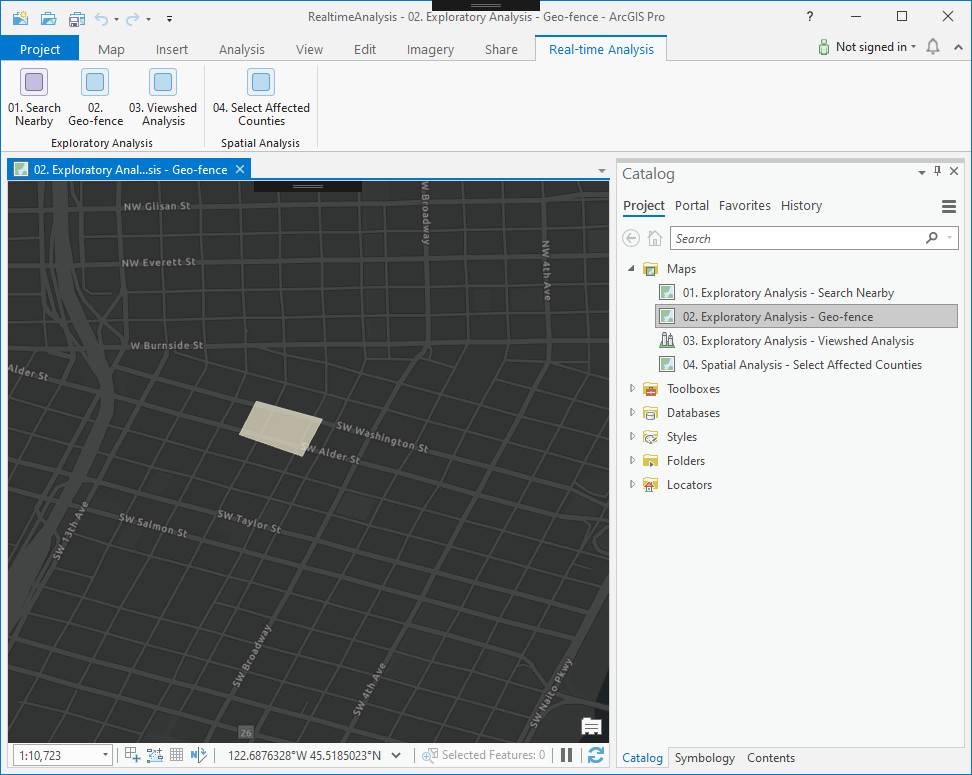 RealtimeAnalysis - 02. Exploratory Analysis - Geo-fence - ArcGIS Pro
?
Project Map Insert Analysis View Edit Imagery Share Real-time Analysis Not signed in
01. Search Nearby
02. Geo-fence
03. Viewshed Analysis
04. Select Affected Counties
Exploratory Analysis
Spatial Analysis
02. Exploratory Anal...sis - Geo-fence
NW Glisan St
W Broadway
NW Everett St
NW 4th Ave
W Burnside St
Alder St
SW Washington St
SW Alder St
SW 13th Ave
SW Salmon St
SW Taylor St
SW Broadway
SW 4th Ave
SW Naito Pkwy
26
Catalog
Project Portal Favorites History
Search
Maps
01. Exploratory Analysis - Search Nearby
02. Exploratory Analysis - Geo-fence
03. Exploratory Analysis - Viewshed Analysis
04. Spatial Analysis - Select Affected Counties
Toolboxes
Databases
Styles
Folders
Locators
1:10,723
122.6876328°W 45.5185023°N
Selected Features: 0
Catalog Symbology Contents